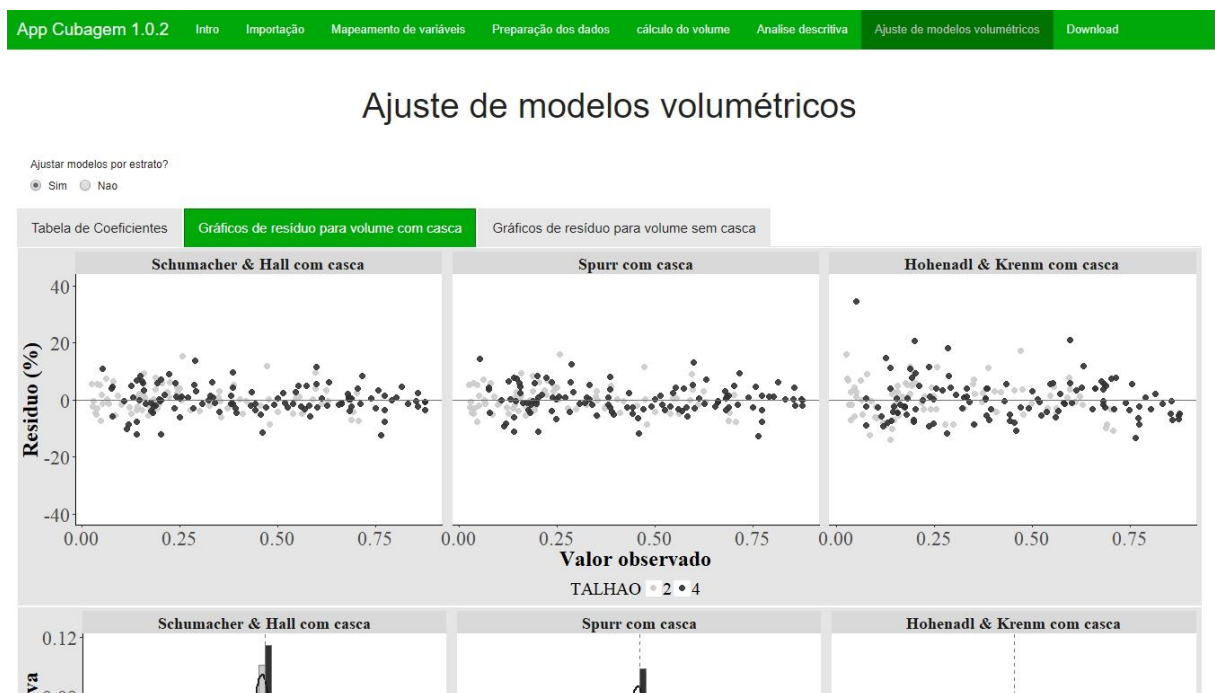 App Cubagem 1.0.2 Intro Importação Mapeamento de variáveis Preparação dos dados cálculo do volume Analise descritiva Ajuste de modelos volumétricos Download
Ajuste de modelos volumétricos
Ajustar modelos por estrato?
Sim Nao
Tabela de Coeficientes Gráficos de resíduo para volume com casca Gráficos de resíduo para volume sem casca
Schumacher & Hall com casca Spurr com casca Hohenadl & Krenm com casca
Resíduo (%)
40
20
0
-20
-40
0.00 0.25 0.50 0.75 0.00 0.25 0.50 0.75 0.00 0.25 0.50 0.75
Valor observado
TALHAO 2 4
Schumacher & Hall com casca Spurr com casca Hohenadl & Krenm com casca
0.12